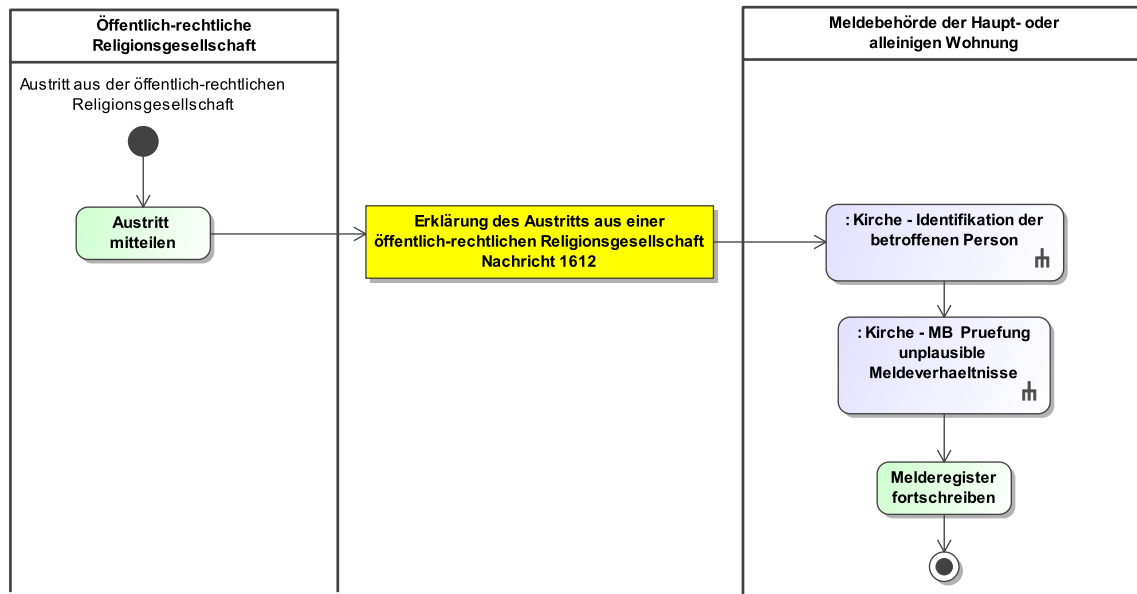 Öffentlich-rechtliche
Religionsgesellschaft
Austritt aus der öffentlich-rechtlichen
Religionsgesellschaft
Austritt
mitteilen
Erklärung des Austritts aus einer
öffentlich-rechtlichen Religionsgesellschaft
Nachricht 1612
Meldebehörde der Haupt- oder
alleinigen Wohnung
: Kirche - Identifikation der
betroffenen Person
: Kirche - MB Pruefung
unplausible
Meldeverhaeltnisse
Melderegister
fortschreiben